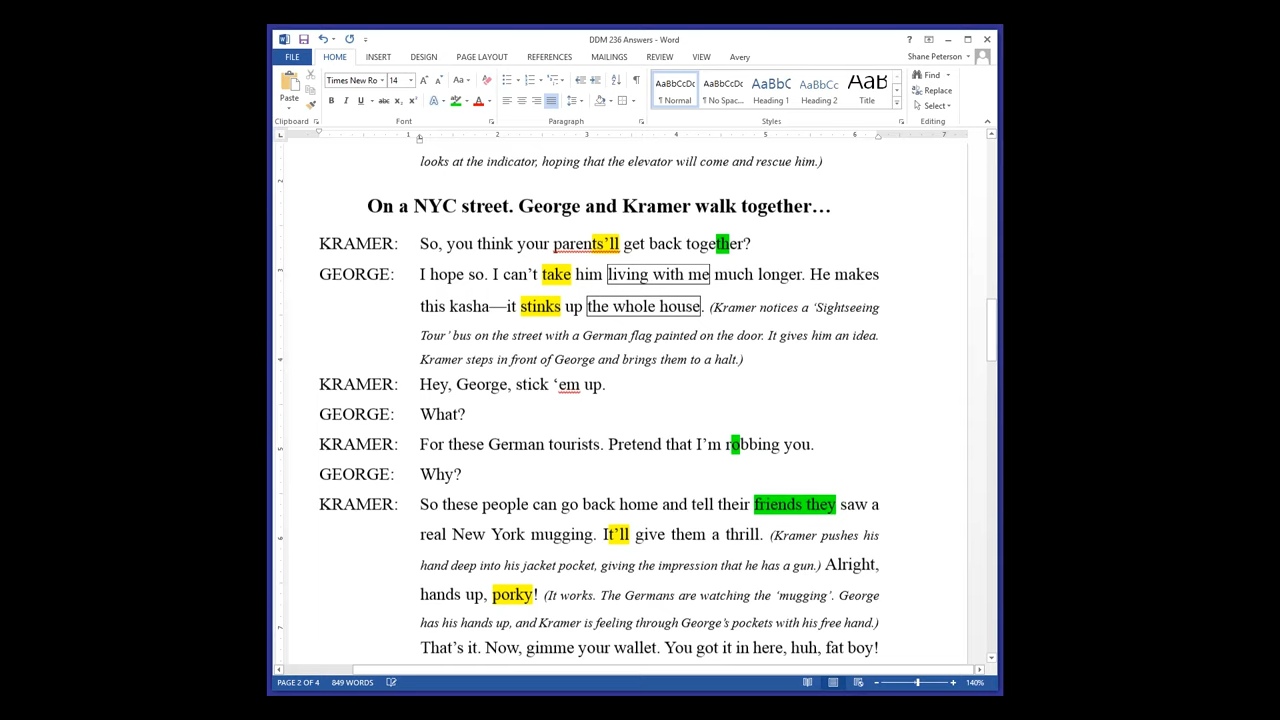 DDM 236 Answers - Word
FILE HOME INSERT DESIGN PAGE LAYOUT REFERENCES MAILINGS REVIEW VIEW Avery Shane Peterson
Times New Ro 14 Aa AaBbCcDc AaBbCcDc AaBbC AaBbC AaB Find
Paste ¶ Normal ¶ No Spac... Heading 1 Heading 2 Title Replace
B I U abc x₂ x² A Select
Clipboard Font Paragraph Styles Editing
1 2 3 4 5 6 7
looks at the indicator, hoping that the elevator will come and rescue him.)
On a NYC street. George and Kramer walk together…
KRAMER: So, you think your parents’ll get back together?
GEORGE: I hope so. I can’t take him living with me much longer. He makes
this kasha—it stinks up the whole house. (Kramer notices a ‘Sightseeing
Tour’ bus on the street with a German flag painted on the door. It gives him an idea.
Kramer steps in front of George and brings them to a halt.)
KRAMER: Hey, George, stick ‘em up.
GEORGE: What?
KRAMER: For these German tourists. Pretend that I’m robbing you.
GEORGE: Why?
KRAMER: So these people can go back home and tell their friends they saw a
real New York mugging. It’ll give them a thrill. (Kramer pushes his
hand deep into his jacket pocket, giving the impression that he has a gun.) Alright,
hands up, porky! (It works. The Germans are watching the ‘mugging’. George
has his hands up, and Kramer is feeling through George’s pockets with his free hand.)
That’s it. Now, gimme your wallet. You got it in here, huh, fat boy!
PAGE 2 OF 4 849 WORDS 140%